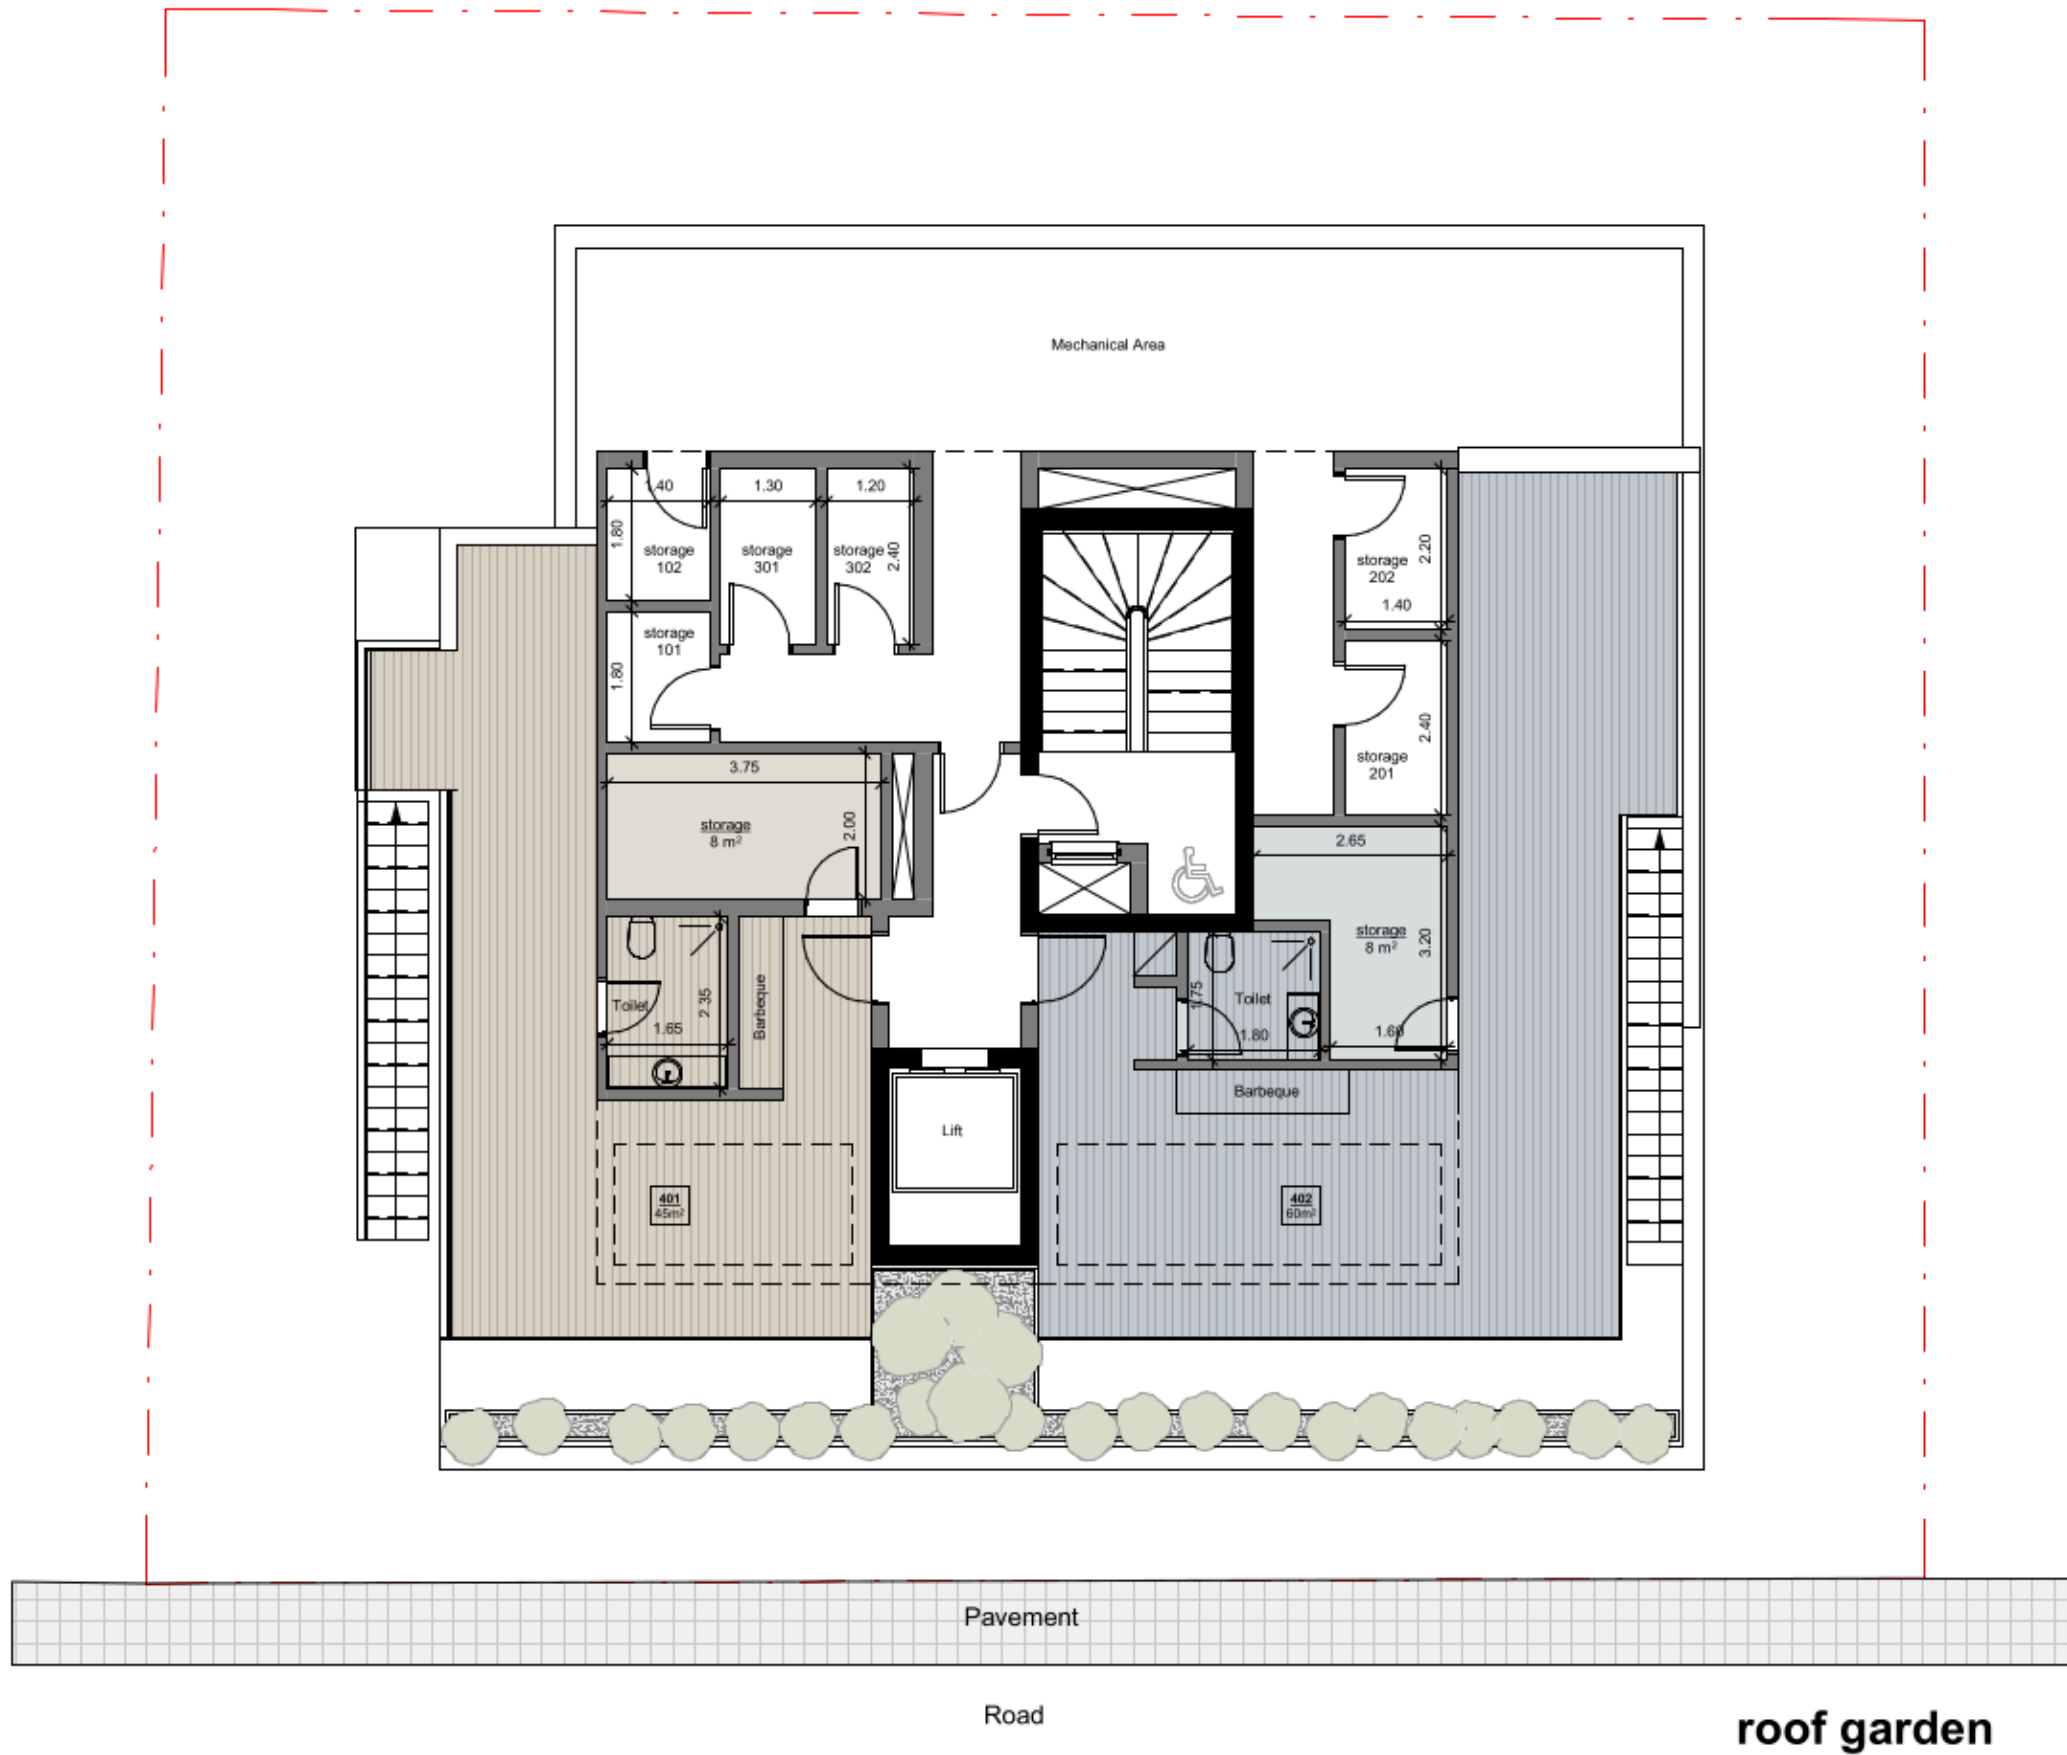 Mechanical Area
1.40
1.30
1.20
1.80
storage
102
storage
301
storage
302
2.40
storage
202
2.20
1.40
storage
101
1.80
storage
201
2.40
3.75
storage
8 m²
2.00
2.65
storage
8 m²
3.20
Toilet
2.35
1.65
Barbeque
1.75
Toilet
1.80
1.60
Barbeque
Lift
401
45m²
402
60m²
Pavement
Road
roof garden